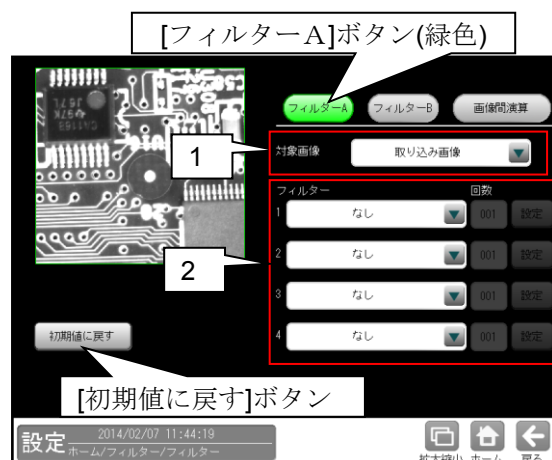 [フィルターA]ボタン(緑色)
フィルターA
フィルターB
画像間演算
1
対象画像
取り込み画像
フィルター
回数
1
なし
001
設定
2
2
なし
001
設定
3
なし
001
設定
4
なし
001
設定
初期値に戻す
[初期値に戻す]ボタン
設定
2014/02/07 11:44:19
ホーム/フィルター/フィルター
拡大縮小
ホーム
戻る